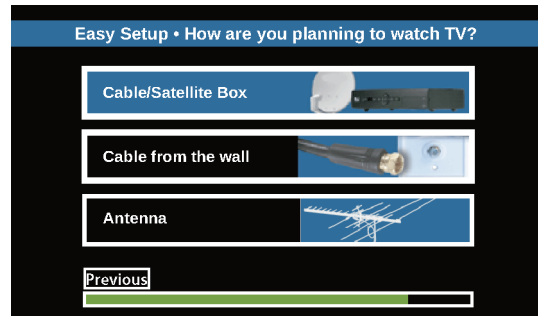 Easy Setup • How are you planning to watch TV?
Cable/Satellite Box
Cable from the wall
Antenna
Previous